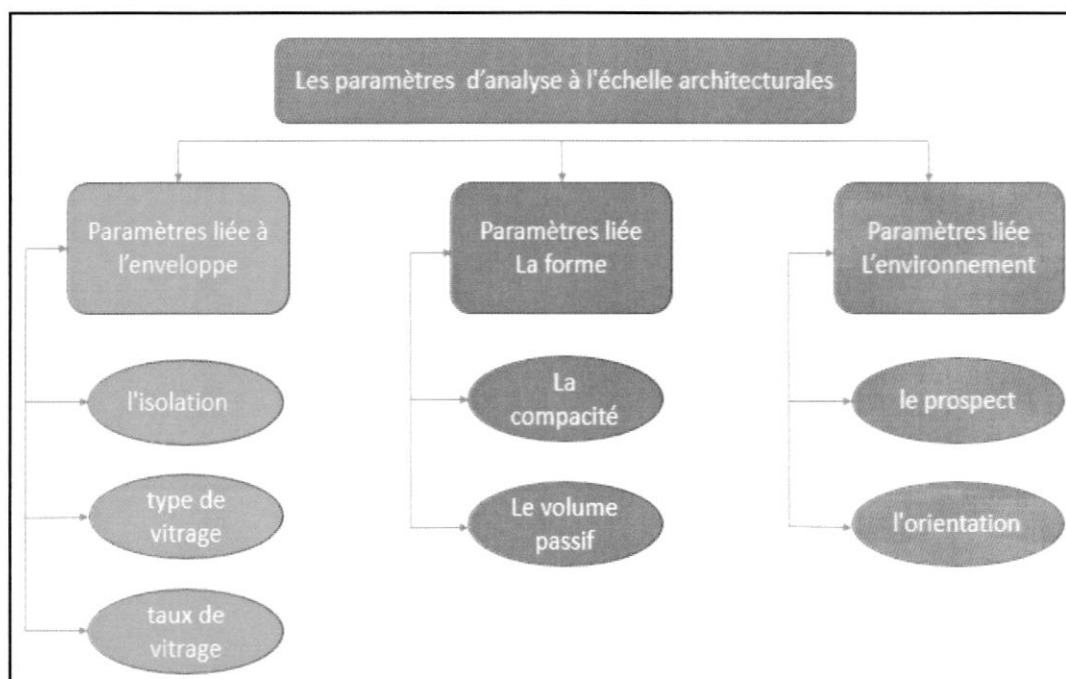 Les paramètres d'analyse à l'échelle architecturales
Paramètres liée à
l'enveloppe
l'isolation
type de
vitrage
taux de
vitrage
Paramètres liée
La forme
La
compacité
Le volume
passif
Paramètres liée
L'environnement
le prospect
l'orientation